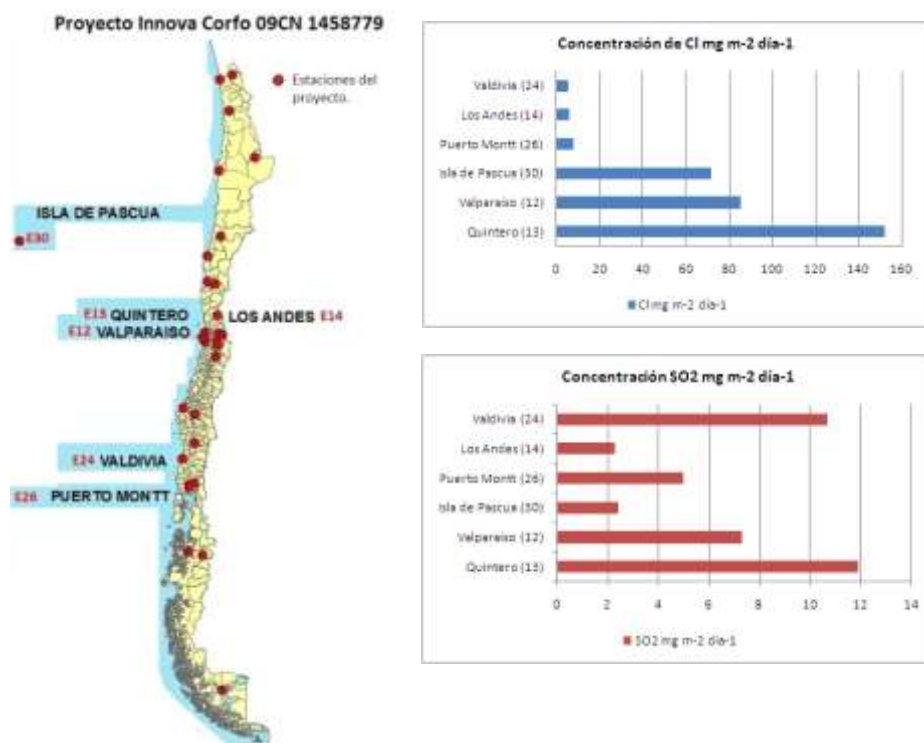 Proyecto Innova Corfo 09CN 1458779
Estaciones del
proyecto.
ISLA DE PASCUA
E30
E13 QUINTERO
LOS ANDES E14
E12 VALPARAISO
E24 VALDIVIA
E26 PUERTO MONTT
Concentración de Cl mg m-2 día-1
Valdivia (24)
Los Andes (14)
Puerto Montt (26)
Isla de Pascua (30)
Valparaiso (12)
Quintero (13)
0 20 40 60 80 100 120 140 160
Cl mg m-2 día-1
Concentración SO2 mg m-2 día-1
Valdivia (24)
Los Andes (14)
Puerto Montt (26)
Isla de Pascua (30)
Valparaiso (12)
Quintero (13)
0 2 4 6 8 10 12 14
SO2 mg m-2 día-1